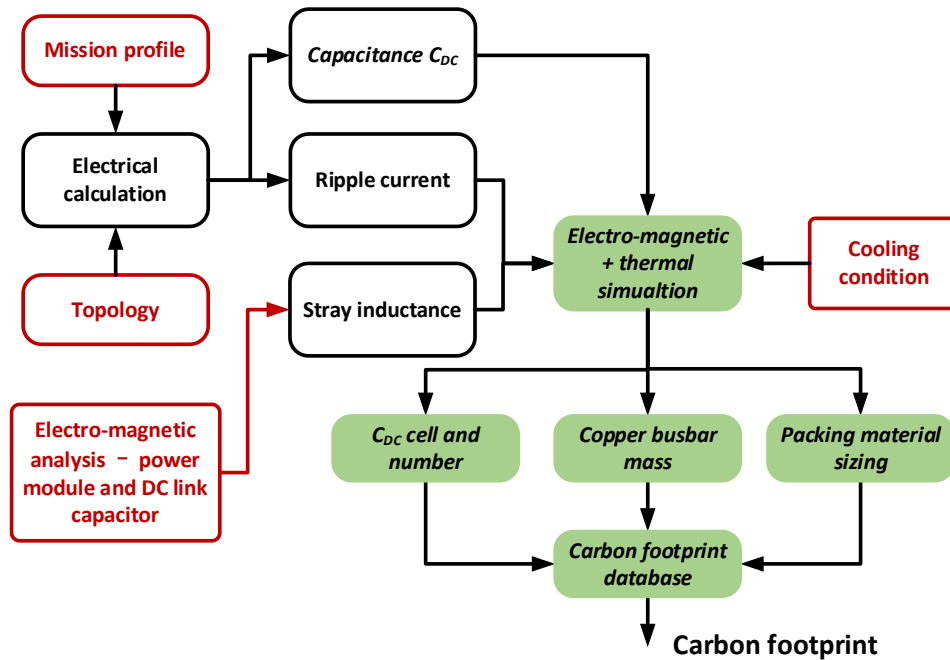 Mission profile
Capacitance C_DC
Electrical
calculation
Ripple current
Topology
Stray inductance
Electro-magnetic
+ thermal
simualtion
Cooling
condition
Electro-magnetic
analysis – power
module and DC link
capacitor
C_DC cell and
number
Copper busbar
mass
Packing material
sizing
Carbon footprint
database
Carbon footprint